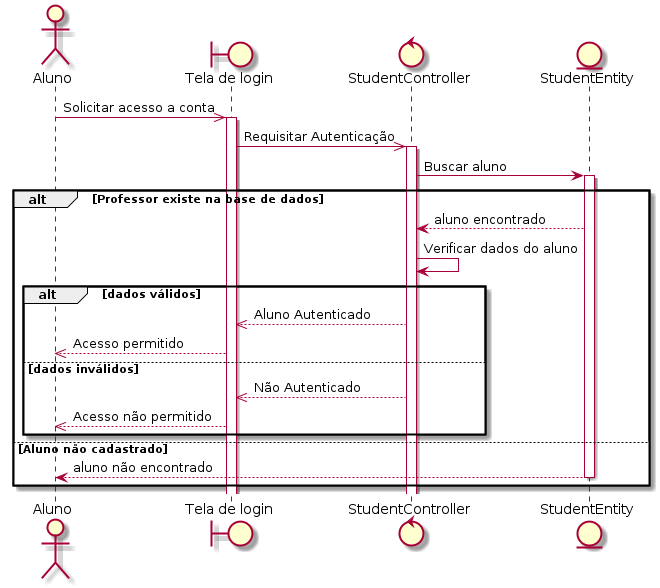 Aluno
Tela de login
StudentController
StudentEntity
Solicitar acesso a conta
Requisitar Autenticação
Buscar aluno
alt
[Professor existe na base de dados]
aluno encontrado
Verificar dados do aluno
alt
[dados válidos]
Aluno Autenticado
Acesso permitido
[dados inválidos]
Não Autenticado
Acesso não permitido
[Aluno não cadastrado]
aluno não encontrado
Aluno
Tela de login
StudentController
StudentEntity